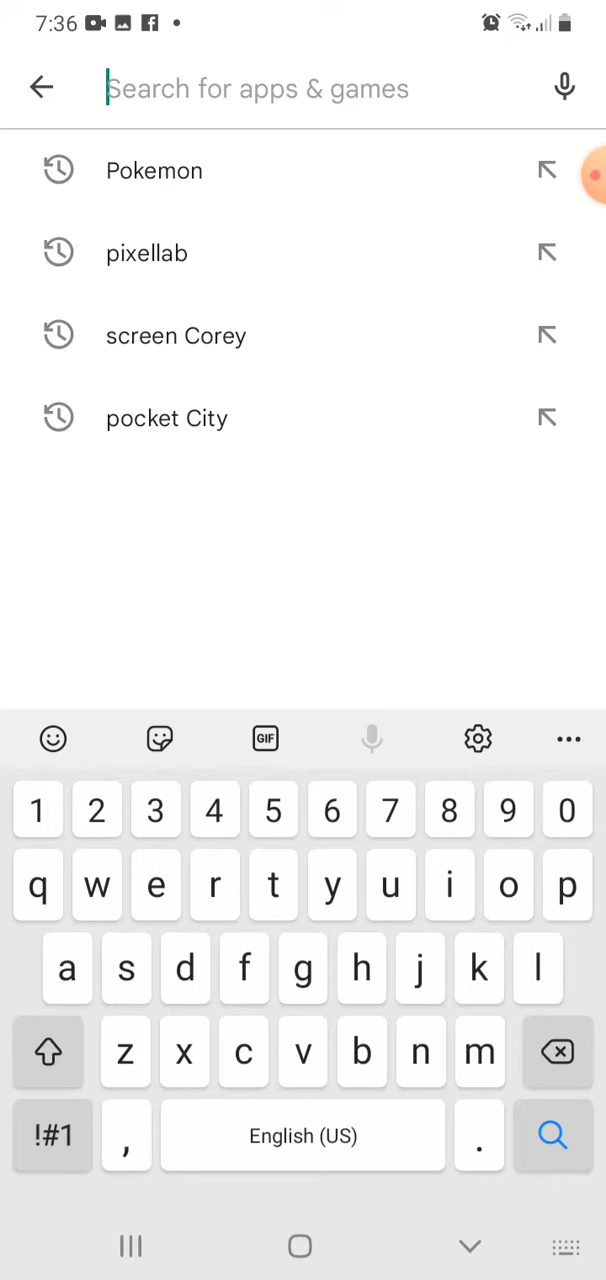 7:36
Search for apps & games
Pokemon
pixellab
screen Corey
pocket City
GIF
1 2 3 4 5 6 7 8 9 0
q w e r t y u i o p
a s d f g h j k l
z x c v b n m
!#1 , English (US) .